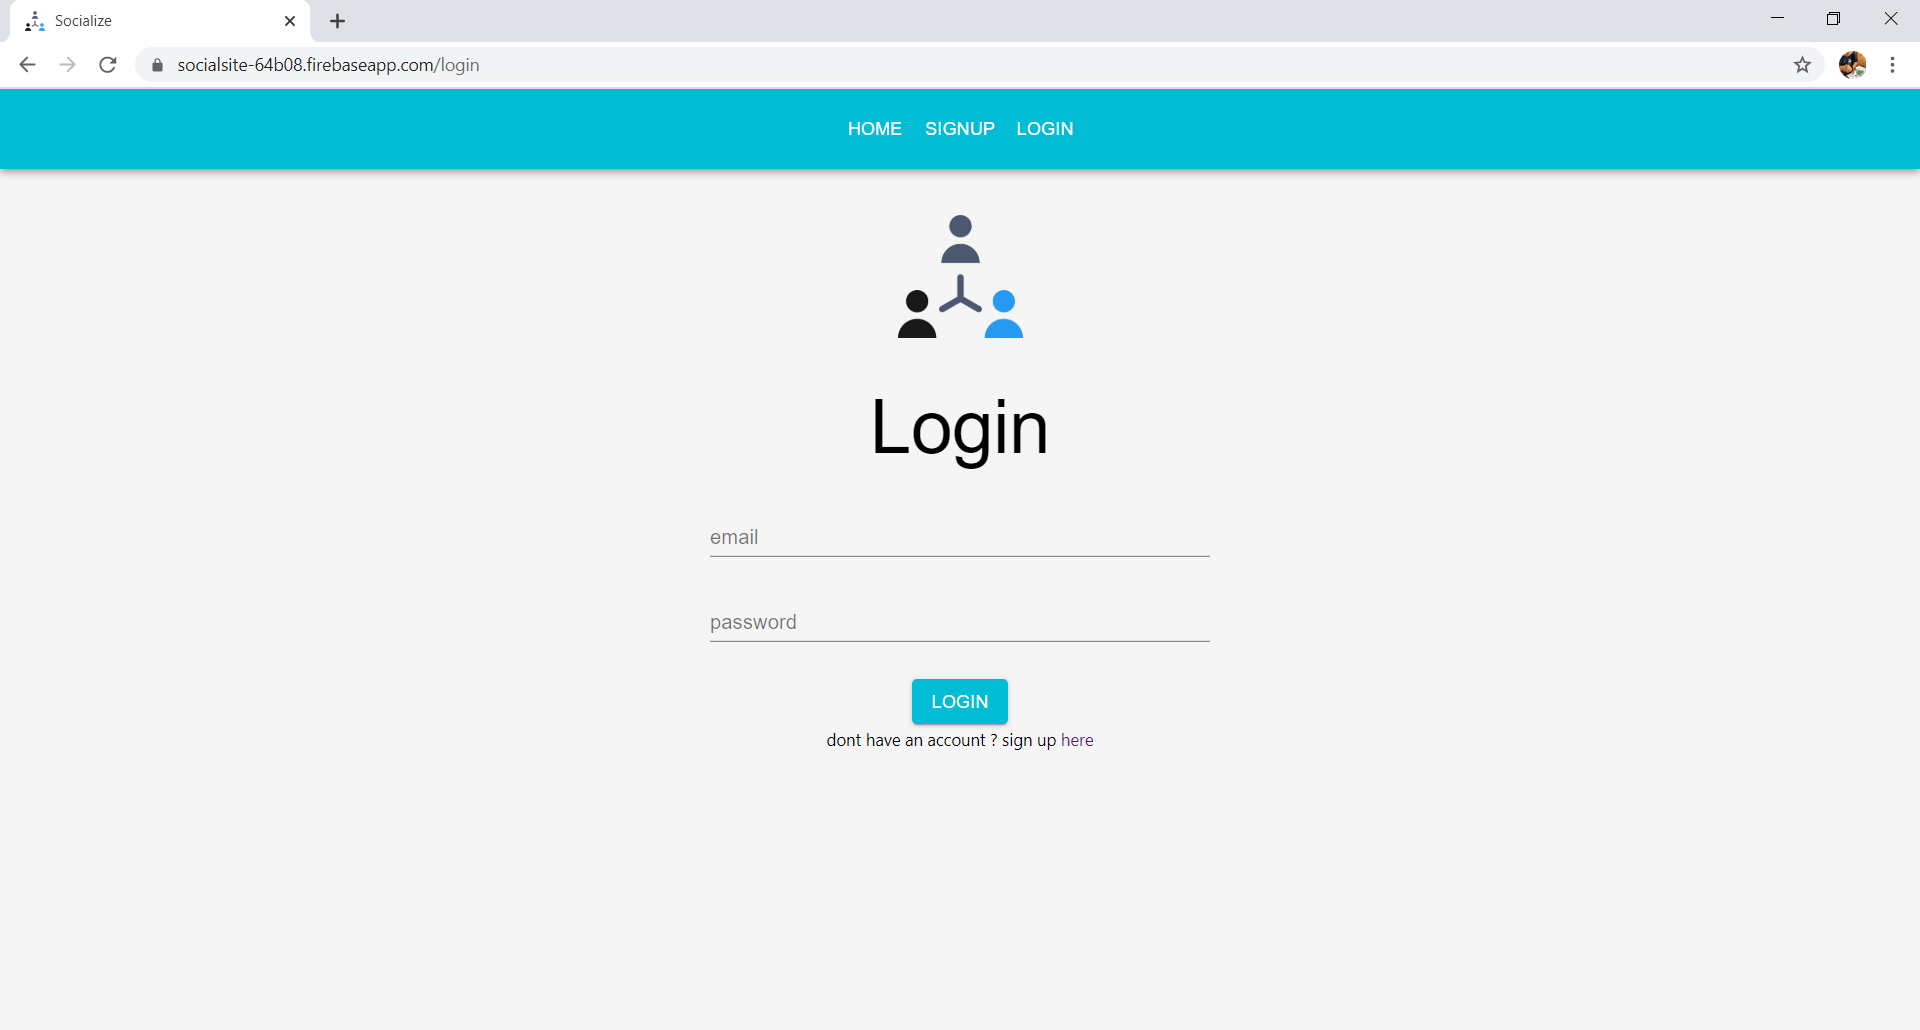 Socialize
socialsite-64b08.firebaseapp.com/login
HOME SIGNUP LOGIN
Login
email
password
LOGIN
dont have an account ? sign up here